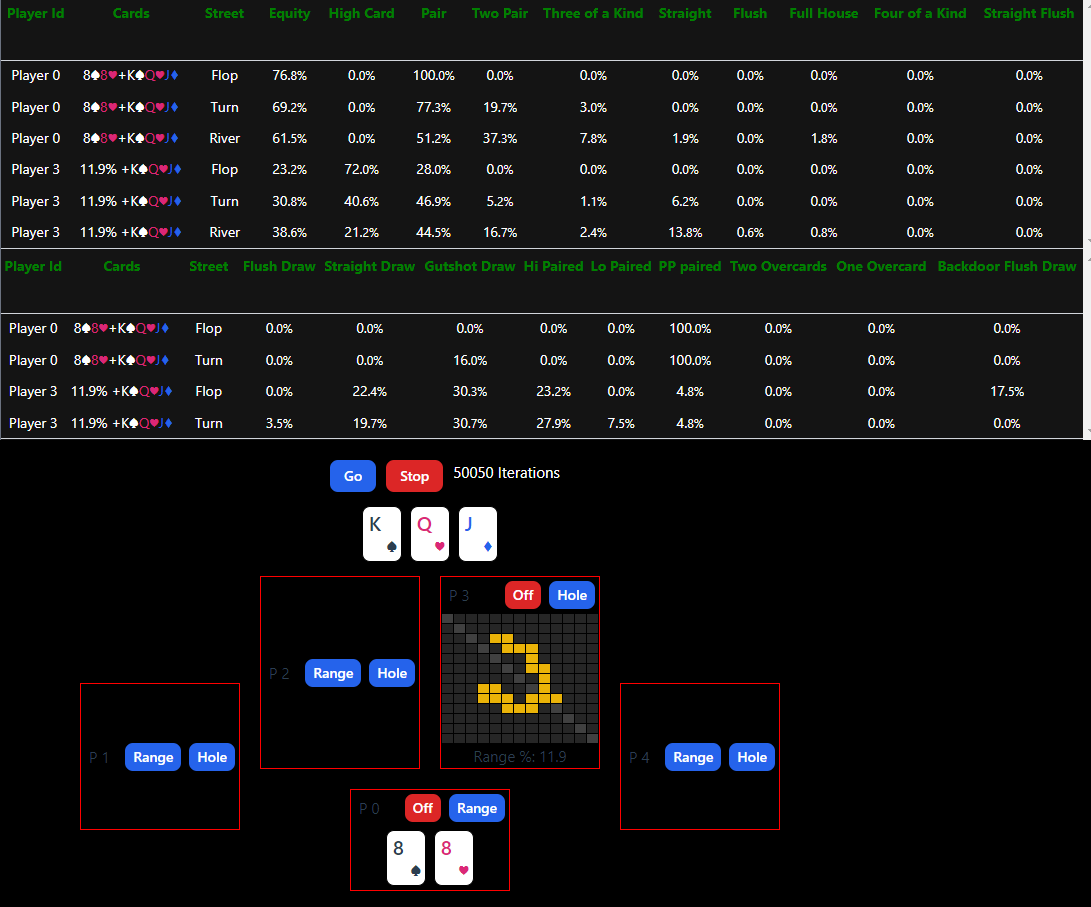 Player Id Cards Street Equity High Card Pair Two Pair Three of a Kind Straight Flush Full House Four of a Kind Straight Flush
Player 0 8♠8♥+K♠Q♥J♦ Flop 76.8% 0.0% 100.0% 0.0% 0.0% 0.0% 0.0% 0.0% 0.0% 0.0%
Player 0 8♠8♥+K♠Q♥J♦ Turn 69.2% 0.0% 77.3% 19.7% 3.0% 0.0% 0.0% 0.0% 0.0% 0.0%
Player 0 8♠8♥+K♠Q♥J♦ River 61.5% 0.0% 51.2% 37.3% 7.8% 1.9% 0.0% 1.8% 0.0% 0.0%
Player 3 11.9% +K♠Q♥J♦ Flop 23.2% 72.0% 28.0% 0.0% 0.0% 0.0% 0.0% 0.0% 0.0% 0.0%
Player 3 11.9% +K♠Q♥J♦ Turn 30.8% 40.6% 46.9% 5.2% 1.1% 6.2% 0.0% 0.0% 0.0% 0.0%
Player 3 11.9% +K♠Q♥J♦ River 38.6% 21.2% 44.5% 16.7% 2.4% 13.8% 0.6% 0.8% 0.0% 0.0%
Player Id Cards Street Flush Draw Straight Draw Gutshot Draw Hi Paired Lo Paired PP paired Two Overcards One Overcard Backdoor Flush Draw
Player 0 8♠8♥+K♠Q♥J♦ Flop 0.0% 0.0% 0.0% 0.0% 0.0% 100.0% 0.0% 0.0% 0.0%
Player 0 8♠8♥+K♠Q♥J♦ Turn 0.0% 0.0% 16.0% 0.0% 0.0% 100.0% 0.0% 0.0% 0.0%
Player 3 11.9% +K♠Q♥J♦ Flop 0.0% 22.4% 30.3% 23.2% 0.0% 4.8% 0.0% 0.0% 17.5%
Player 3 11.9% +K♠Q♥J♦ Turn 3.5% 19.7% 30.7% 27.9% 7.5% 4.8% 0.0% 0.0% 0.0%
Go Stop 50050 Iterations
K♠ Q♥ J♦
P 3 Off Hole
P 2 Range Hole
Range %: 11.9
P 1 Range Hole
P 4 Range Hole
P 0 Off Range
8♠ 8♥